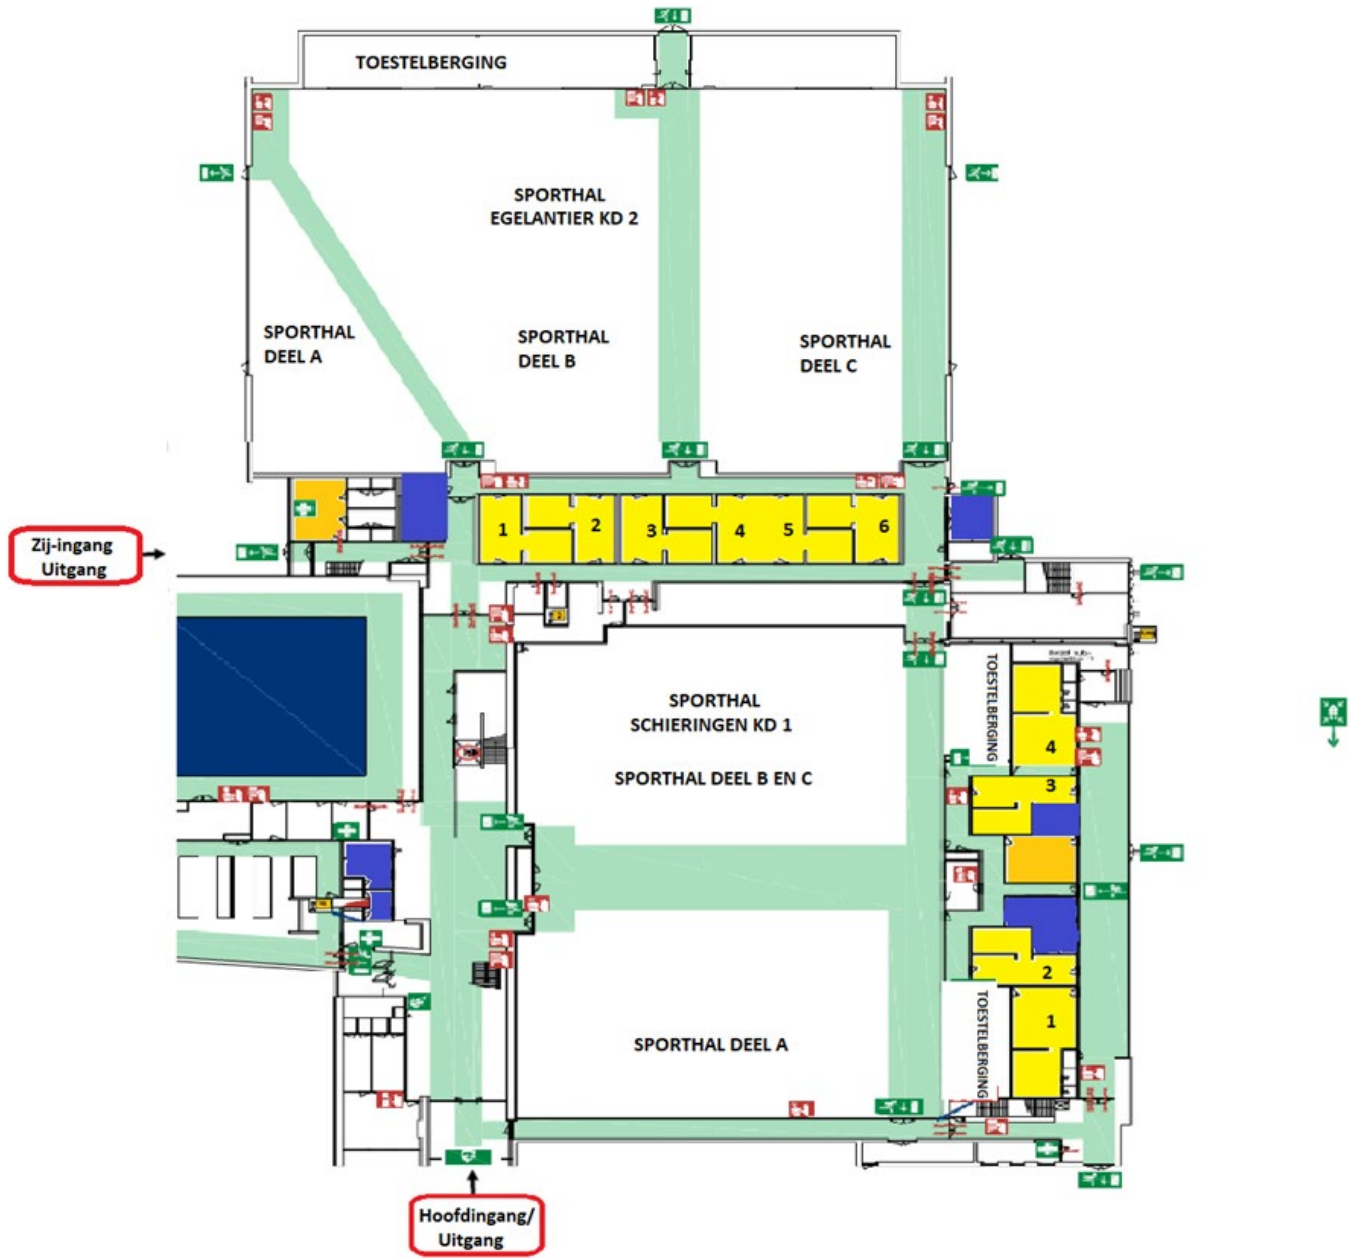 TOESTELBERGING
SPORTHAL
EGELANTIER KD 2
SPORTHAL
DEEL A
SPORTHAL
DEEL B
SPORTHAL
DEEL C
1
2
3
4
5
6
Zij-ingang
Uitgang
SPORTHAL
SCHIERINGEN KD 1
SPORTHAL DEEL B EN C
TOESTELBERGING
4
3
2
1
TOESTELBERGING
SPORTHAL DEEL A
Hoofdingang/
Uitgang